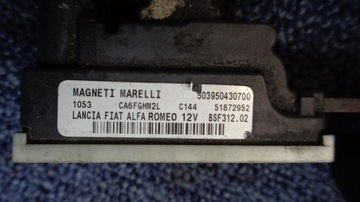 MAGNETI MARELLI 503950430700
1053 CA6FGHM2L C144 51872952
LANCIA FIAT ALFA ROMEO 12V BSF312.02